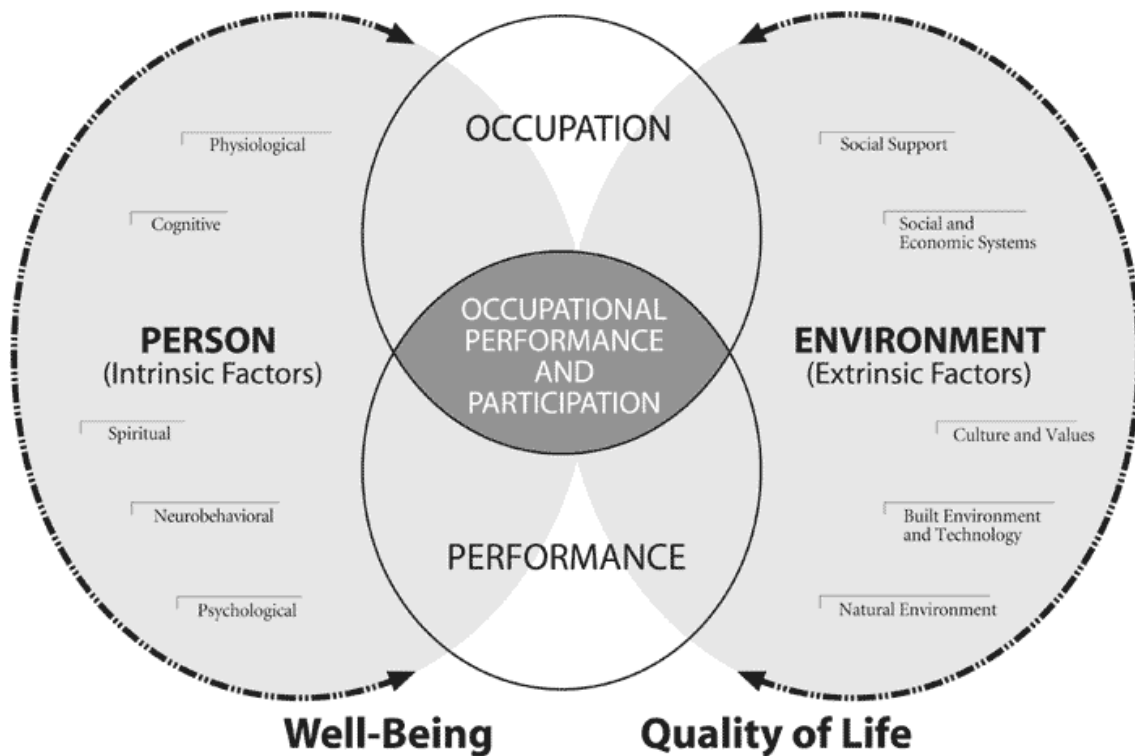 OCCUPATION
Physiological
Cognitive
PERSON
(Intrinsic Factors)
Spiritual
Neurobehavioral
Psychological
OCCUPATIONAL
PERFORMANCE
AND
PARTICIPATION
Social Support
Social and
Economic Systems
ENVIRONMENT
(Extrinsic Factors)
Culture and Values
Built Environment
and Technology
Natural Environment
PERFORMANCE
Well-Being
Quality of Life